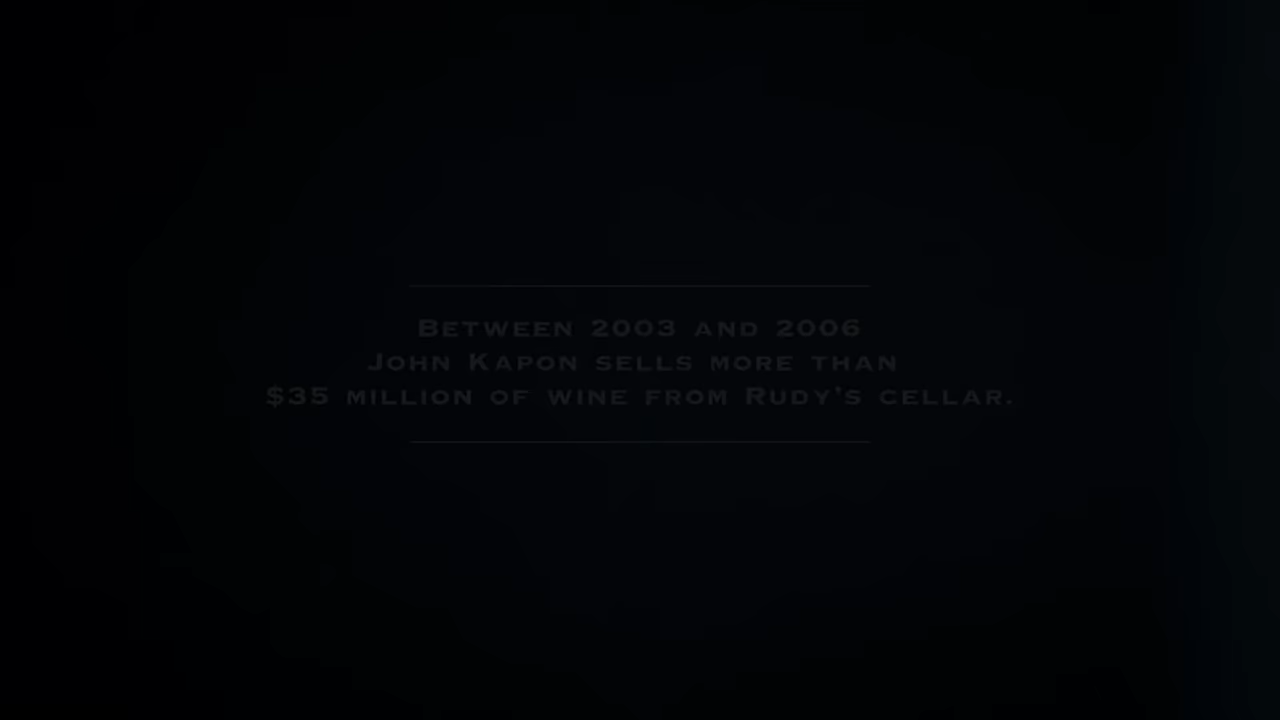 Between 2003 and 2006
John Kapon sells more than
$35 million of wine from Rudy's cellar.